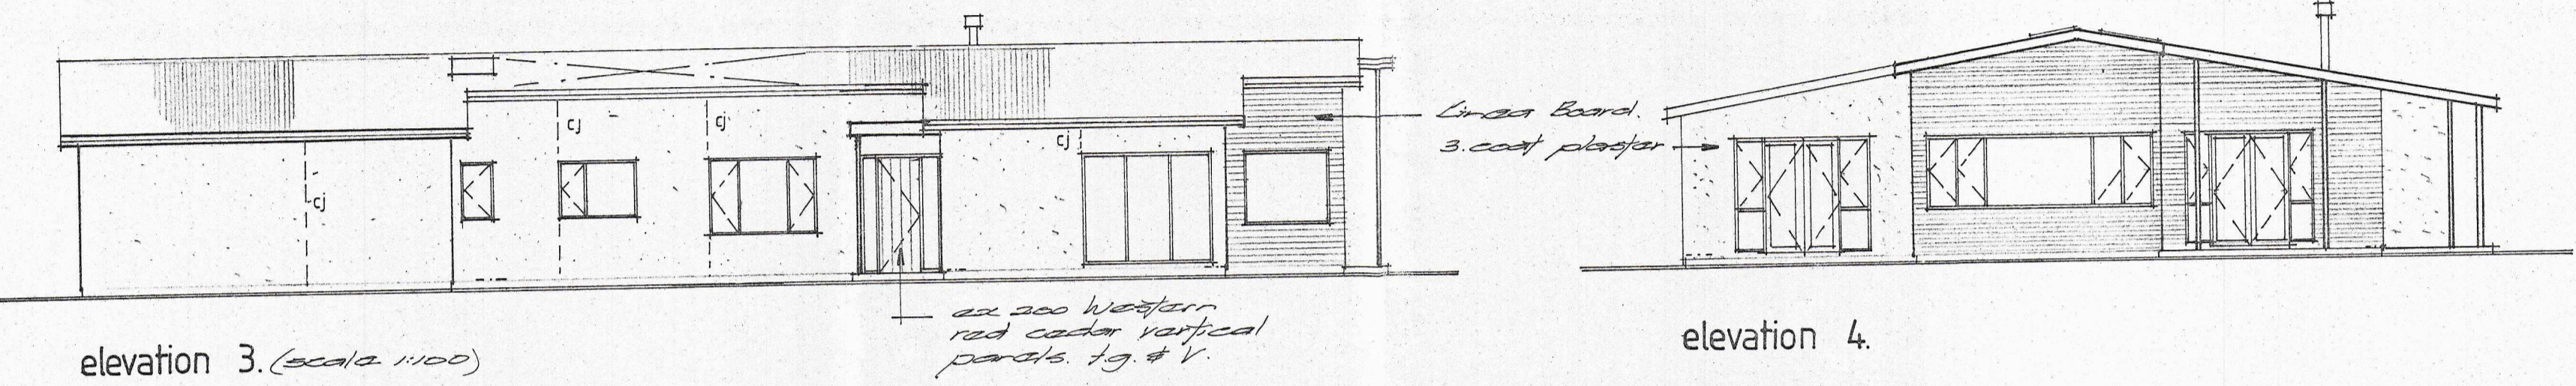 cj
cj
cj
cj
Linea Board.
3.coat plaster
ex 200 Western
red cedar vertical
panels. t.g. & V.
elevation 3. (scale 1:100)
elevation 4.